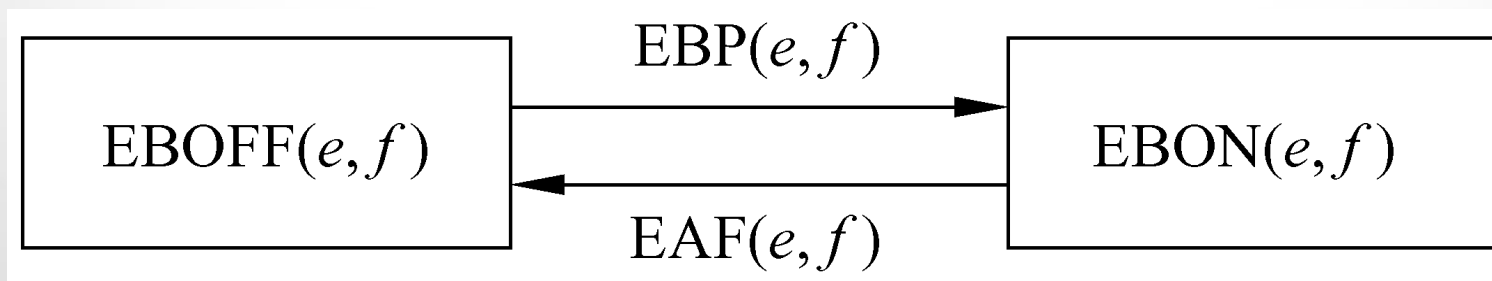 EBP(e, f)
EBOFF(e, f)
EBON(e, f)
EAF(e, f)